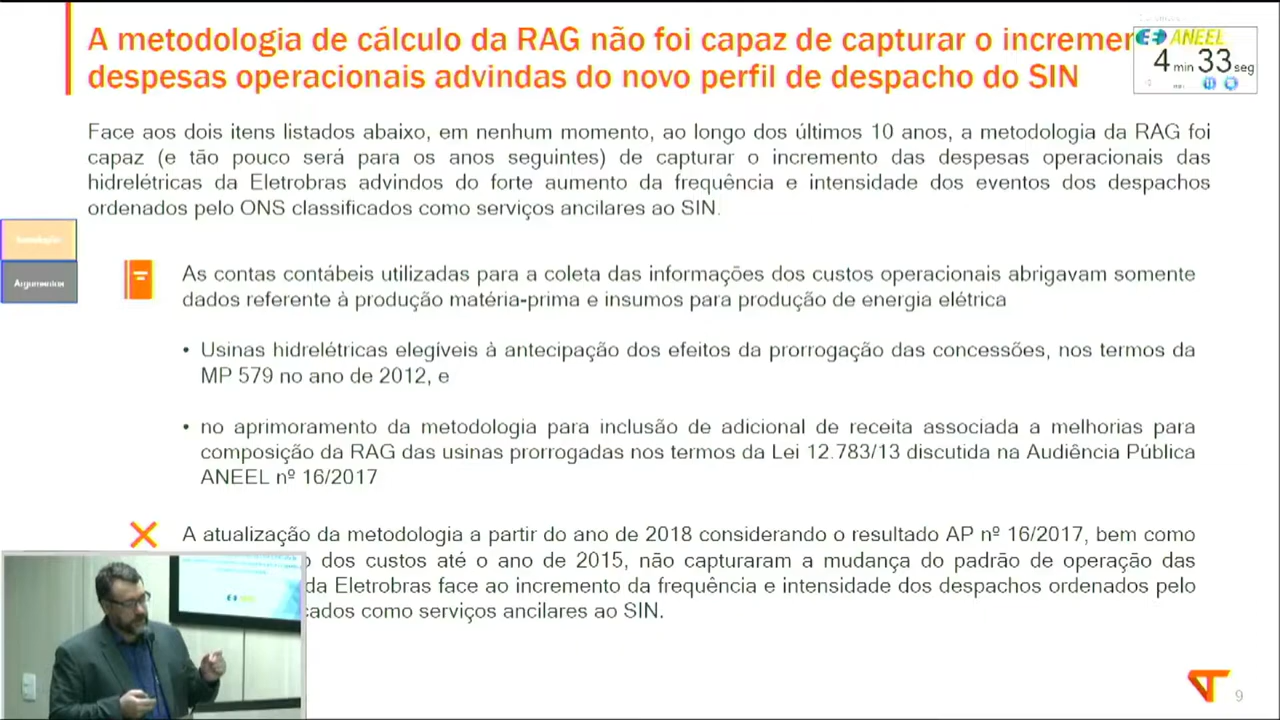 A metodologia de cálculo da RAG não foi capaz de capturar o increme
despesas operacionais advindas do novo perfil de despacho do SIN
ANEEL
4 min 33 seg
Face aos dois itens listados abaixo, em nenhum momento, ao longo dos últimos 10 anos, a metodologia da RAG foi
capaz (e tão pouco será para os anos seguintes) de capturar o incremento das despesas operacionais das
hidrelétricas da Eletrobras advindos do forte aumento da frequência e intensidade dos eventos dos despachos
ordenados pelo ONS classificados como serviços ancilares ao SIN.
Argumentos
As contas contábeis utilizadas para a coleta das informações dos custos operacionais abrigavam somente
dados referente à produção matéria-prima e insumos para produção de energia elétrica
• Usinas hidrelétricas elegíveis à antecipação dos efeitos da prorrogação das concessões, nos termos da
MP 579 no ano de 2012, e
• no aprimoramento da metodologia para inclusão de adicional de receita associada a melhorias para
composição da RAG das usinas prorrogadas nos termos da Lei 12.783/13 discutida na Audiência Pública
ANEEL nº 16/2017
A atualização da metodologia a partir do ano de 2018 considerando o resultado AP nº 16/2017, bem como
dos custos até o ano de 2015, não capturaram a mudança do padrão de operação das
da Eletrobras face ao incremento da frequência e intensidade dos despachos ordenados pelo
cados como serviços ancilares ao SIN.
9